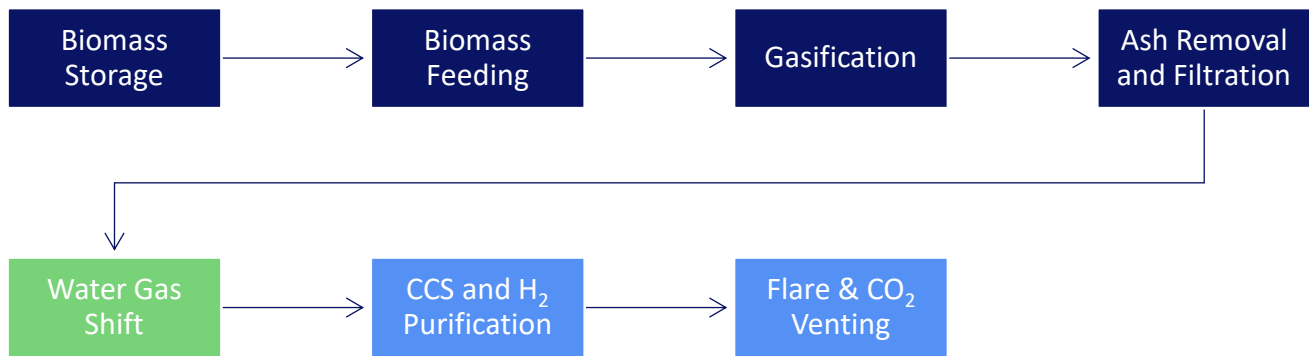 Biomass
Storage
Biomass
Feeding
Gasification
Ash Removal
and Filtration
Water Gas
Shift
CCS and H₂
Purification
Flare & CO₂
Venting